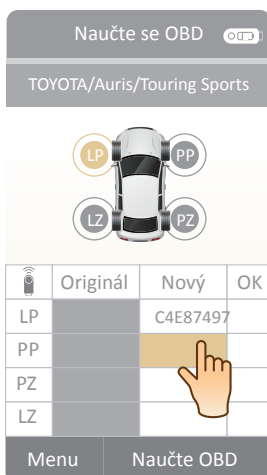 Naučte se OBD
TOYOTA/Auris/Touring Sports
LP PP
LZ PZ
Originál Nový OK
LP C4E87497
PP
PZ
LZ
Menu Naučte OBD